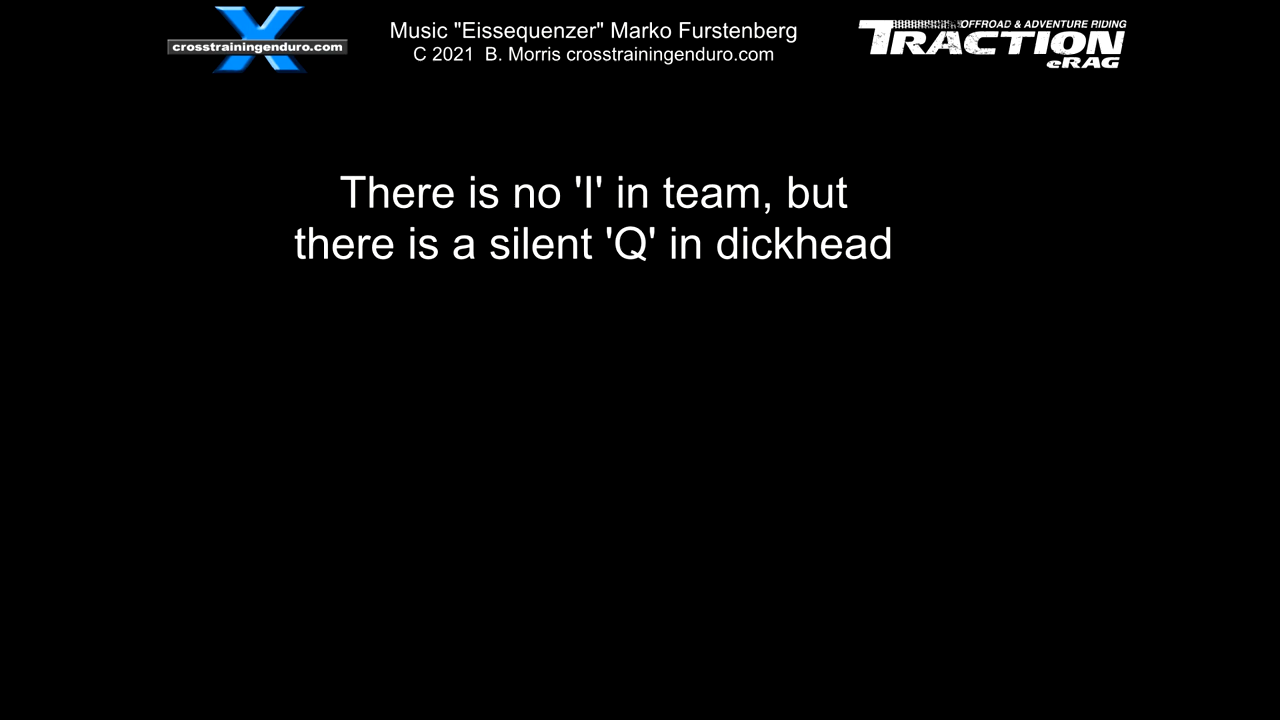 crosstrainingenduro.com
Music "Eissequenzer" Marko Furstenberg
C 2021 B. Morris crosstrainingenduro.com
OFFROAD & ADVENTURE RIDING
TRACTION
eRAG
There is no 'I' in team, but
there is a silent 'Q' in dickhead